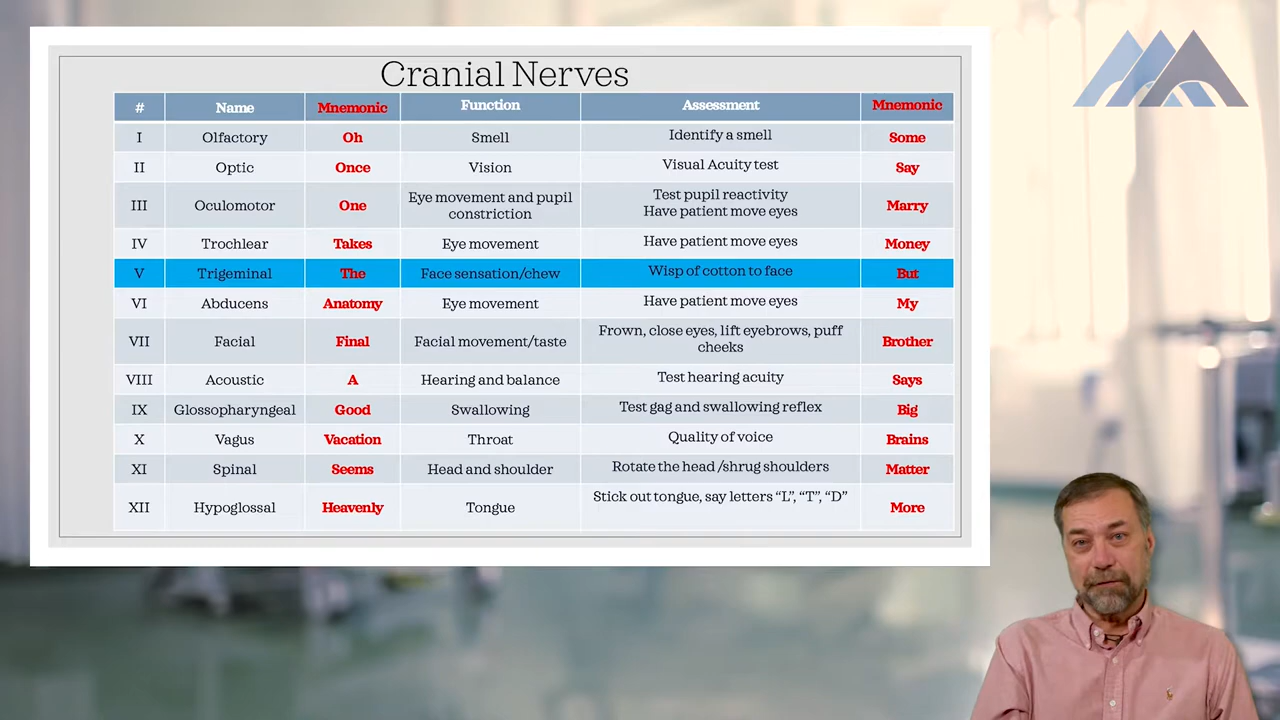 Cranial Nerves
# Name Mnemonic Function Assessment Mnemonic
I Olfactory Oh Smell Identify a smell Some
II Optic Once Vision Visual Acuity test Say
III Oculomotor One Eye movement and pupil constriction Test pupil reactivity Have patient move eyes Marry
IV Trochlear Takes Eye movement Have patient move eyes Money
V Trigeminal The Face sensation/chew Wisp of cotton to face But
VI Abducens Anatomy Eye movement Have patient move eyes My
VII Facial Final Facial movement/taste Frown, close eyes, lift eyebrows, puff cheeks Brother
VIII Acoustic A Hearing and balance Test hearing acuity Says
IX Glossopharyngeal Good Swallowing Test gag and swallowing reflex Big
X Vagus Vacation Throat Quality of voice Brains
XI Spinal Seems Head and shoulder Rotate the head /shrug shoulders Matter
XII Hypoglossal Heavenly Tongue Stick out tongue, say letters “L”, “T”, “D” More